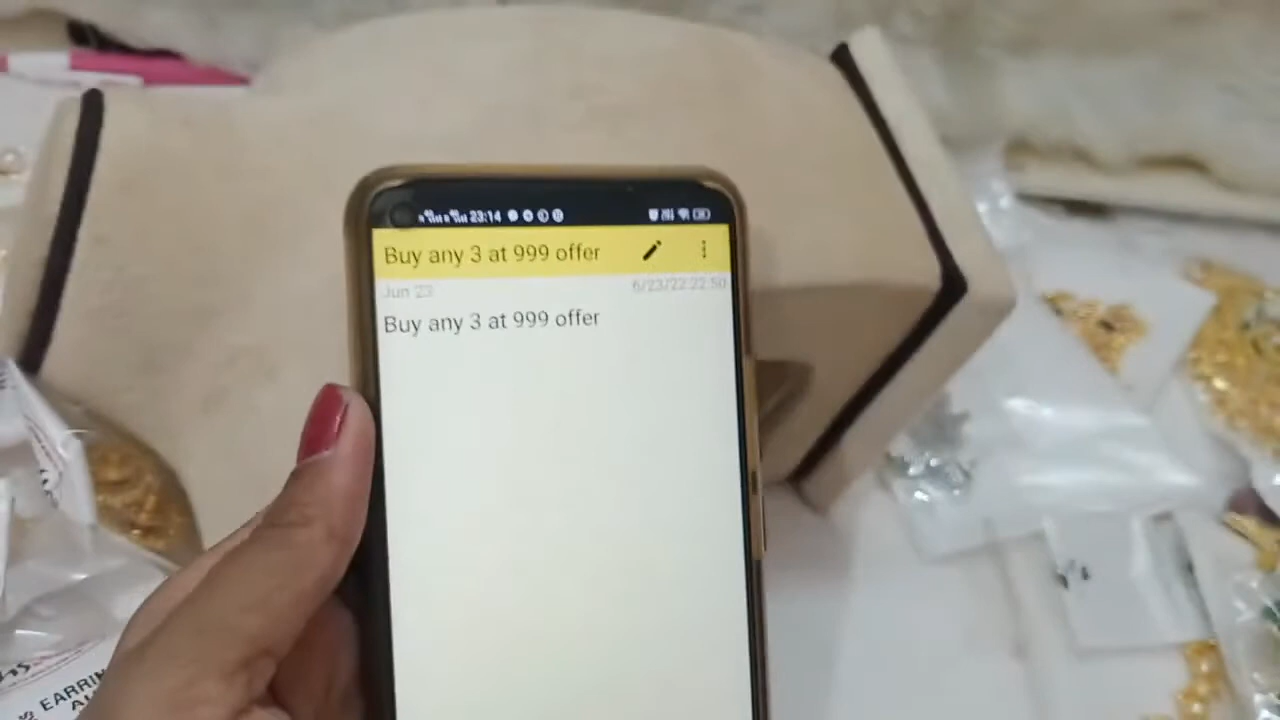 23:14
Buy any 3 at 999 offer
Jun 23
6/23/22:22:50
Buy any 3 at 999 offer
EARRIN